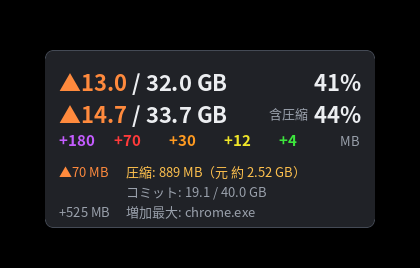 ▲13.0 / 32.0 GB 41%
▲14.7 / 33.7 GB 含圧縮 44%
+180 +70 +30 +12 +4 MB
▲70 MB 圧縮: 889 MB（元 約 2.52 GB）
コミット: 19.1 / 40.0 GB
+525 MB 増加最大: chrome.exe